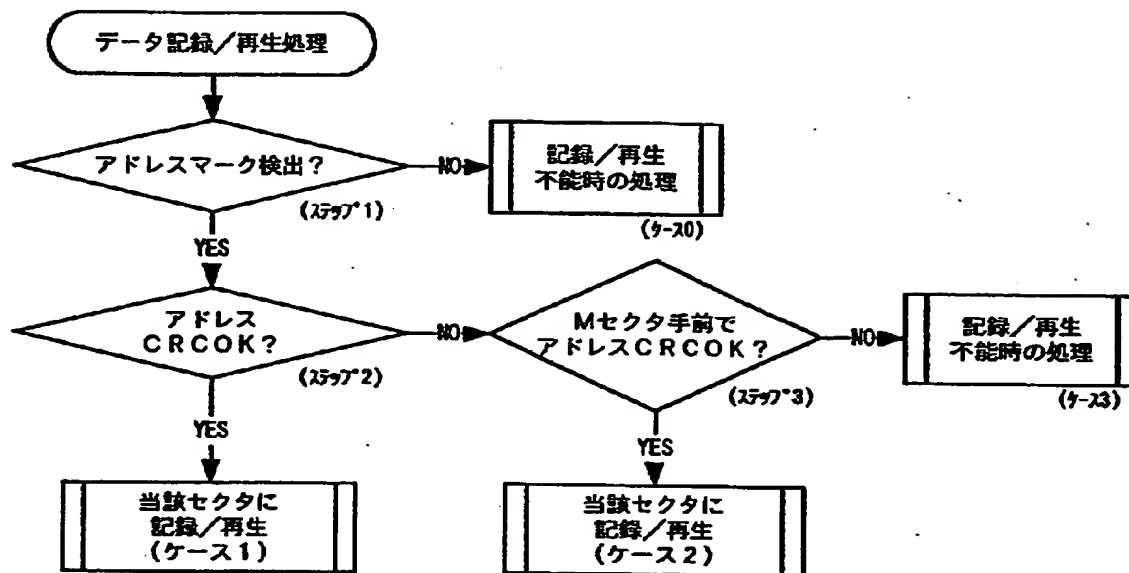 データ記録／再生処理
アドレスマーク検出？
NO
記録／再生
不能時の処理
(ステップ1)
(ケース0)
YES
アドレス
ＣＲＣＯＫ？
NO
Ｍセクタ手前で
アドレスＣＲＣＯＫ？
NO
記録／再生
不能時の処理
(ステップ2)
(ステップ3)
(ケース3)
YES
YES
当該セクタに
記録／再生
(ケース１)
当該セクタに
記録／再生
(ケース２)